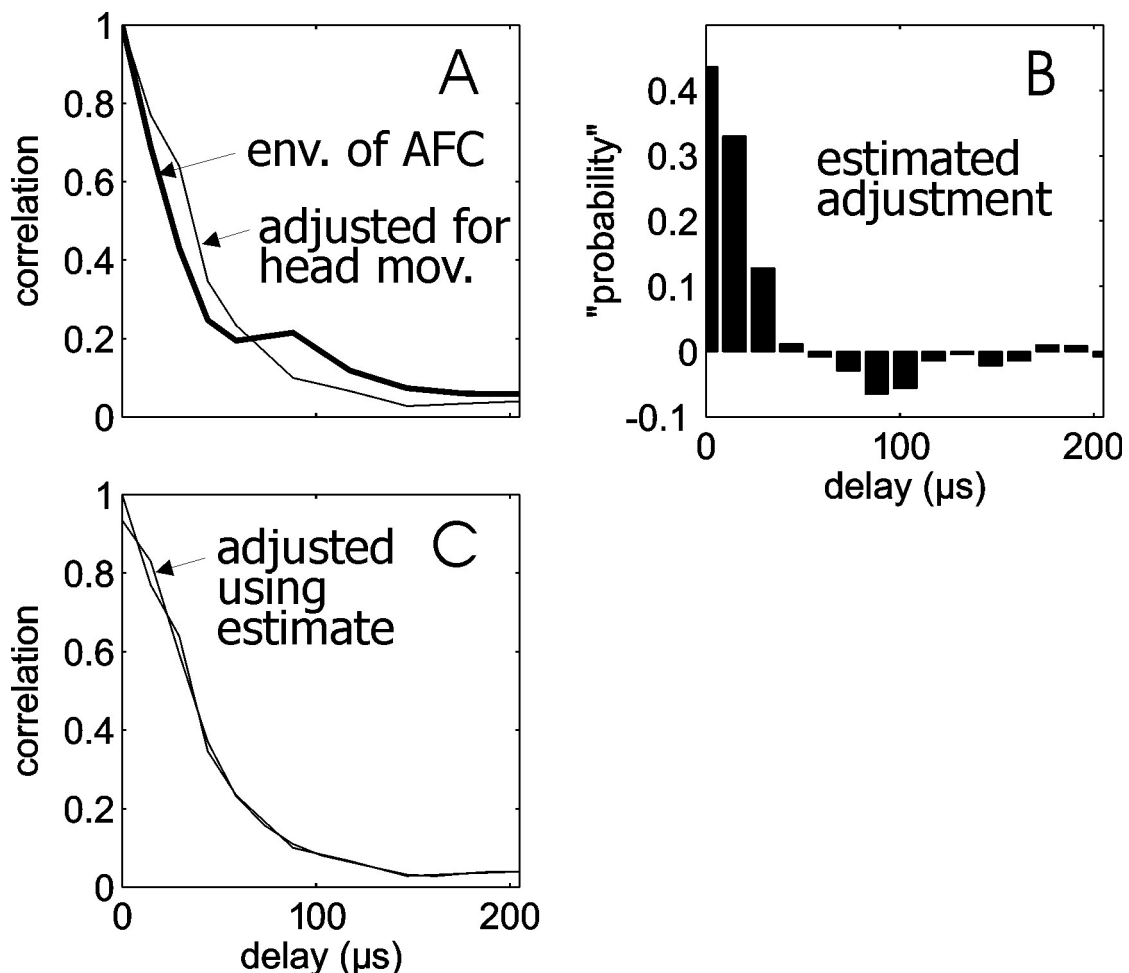 A
1
0.8
0.6
0.4
0.2
0
correlation
env. of AFC
adjusted for
head mov.
B
0.4
0.3
0.2
0.1
0
-0.1
"probability"
estimated
adjustment
0
100
200
delay (µs)
C
1
0.8
0.6
0.4
0.2
0
correlation
adjusted
using
estimate
0
100
200
delay (µs)